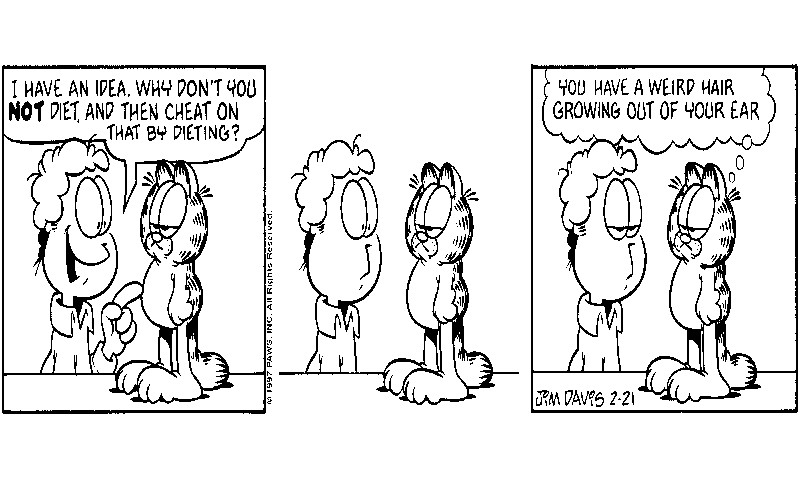 I HAVE AN IDEA. WHY DON'T YOU
NOT DIET, AND THEN CHEAT ON
THAT BY DIETING?
© 1997 PAWS, INC. All Rights Reserved.
YOU HAVE A WEIRD HAIR
GROWING OUT OF YOUR EAR
JIM DAVIS 2-21